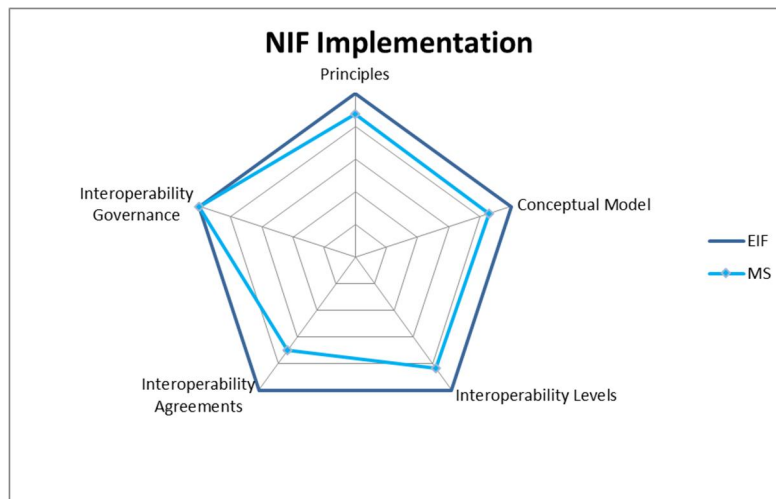 NIF Implementation
Principles
Interoperability
Governance
Conceptual Model
EIF
MS
Interoperability
Agreements
Interoperability Levels